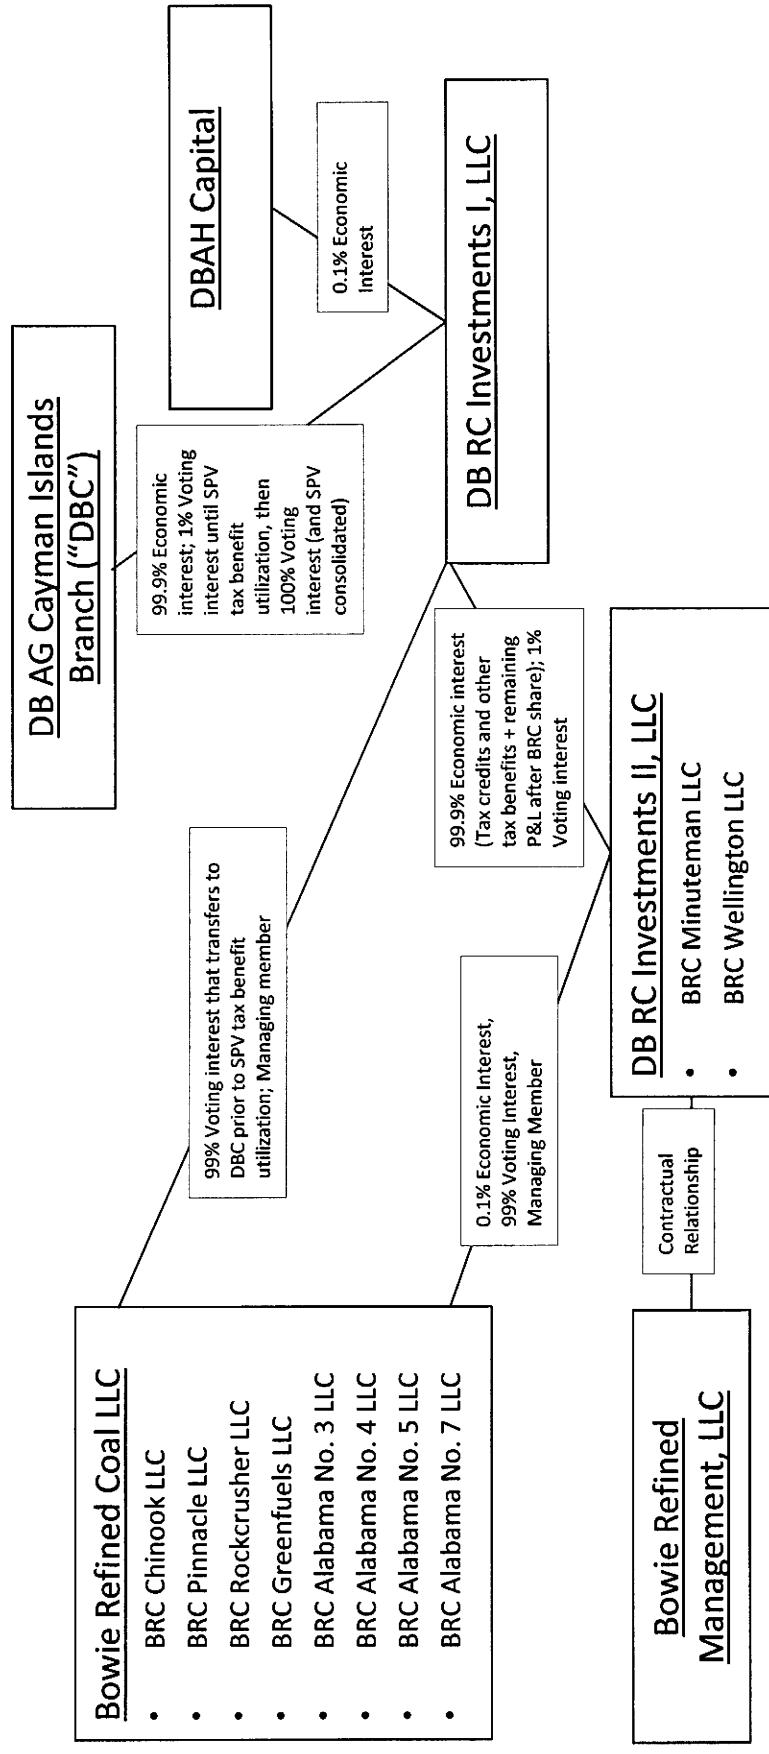 DB AG Cayman Islands
Branch (“DBC”)
DBAH Capital
99.9% Economic
interest; 1% Voting
interest until SPV
tax benefit
utilization, then
100% Voting
interest (and SPV
consolidated)
0.1% Economic
Interest
Bowie Refined Coal LLC
• BRC Chinook LLC
• BRC Pinnacle LLC
• BRC Rockcrusher LLC
• BRC Greenfuels LLC
• BRC Alabama No. 3 LLC
• BRC Alabama No. 4 LLC
• BRC Alabama No. 5 LLC
• BRC Alabama No. 7 LLC
99% Voting interest that transfers to
DBC prior to SPV tax benefit
utilization; Managing member
DB RC Investments I, LLC
0.1% Economic Interest,
99% Voting Interest,
Managing Member
99.9% Economic interest
(Tax credits and other
tax benefits + remaining
P&L after BRC share); 1%
Voting interest
Bowie Refined
Management, LLC
Contractual
Relationship
DB RC Investments II, LLC
• BRC Minuteman LLC
• BRC Wellington LLC